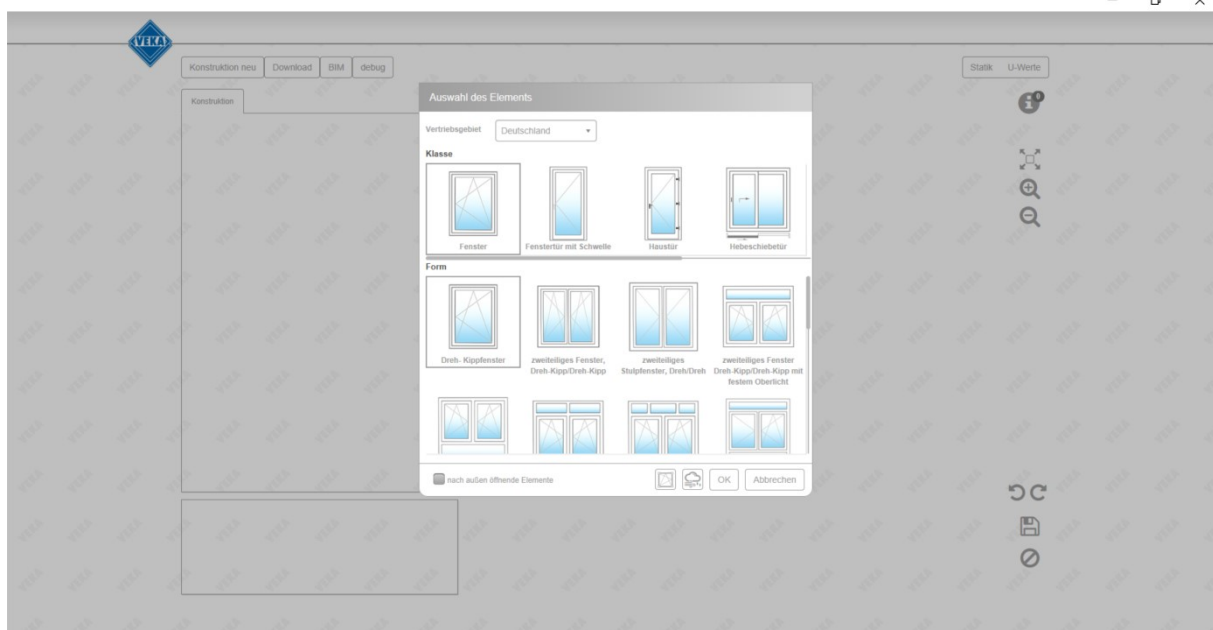 VEKA
Konstruktion neu
Download
BIM
debug
Statik
U-Werte
Konstruktion
Auswahl des Elements
Vertriebsgebiet
Deutschland
Klasse
Fenster
Fenstertür mit Schwelle
Haustür
Hebeschiebetür
Form
Dreh- Kippfenster
zweiteiliges Fenster,
Dreh-Kipp/Dreh-Kipp
zweiteiliges
Stulpfenster, Dreh/Dreh
zweiteiliges Fenster
Dreh-Kipp/Dreh-Kipp mit
festem Oberlicht
nach außen öffnende Elemente
OK
Abbrechen